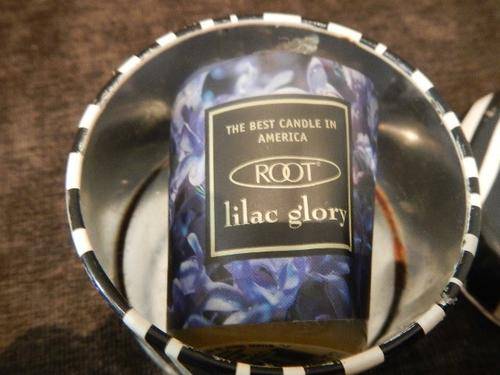 THE BEST CANDLE IN
AMERICA
ROOT
lilac glory